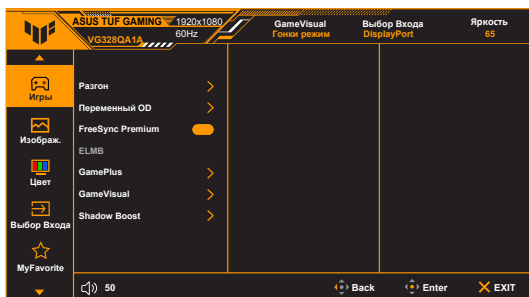 ASUS TUF GAMING
VG328QA1A
1920x1080
60Hz
GameVisual
Гонки режим
Выбор Входа
DisplayPort
Яркость
65
Игры
Изображ.
Цвет
Выбор Входа
MyFavorite
Разгон
Переменный OD
FreeSync Premium
ELMB
GamePlus
GameVisual
Shadow Boost
50
Back
Enter
EXIT